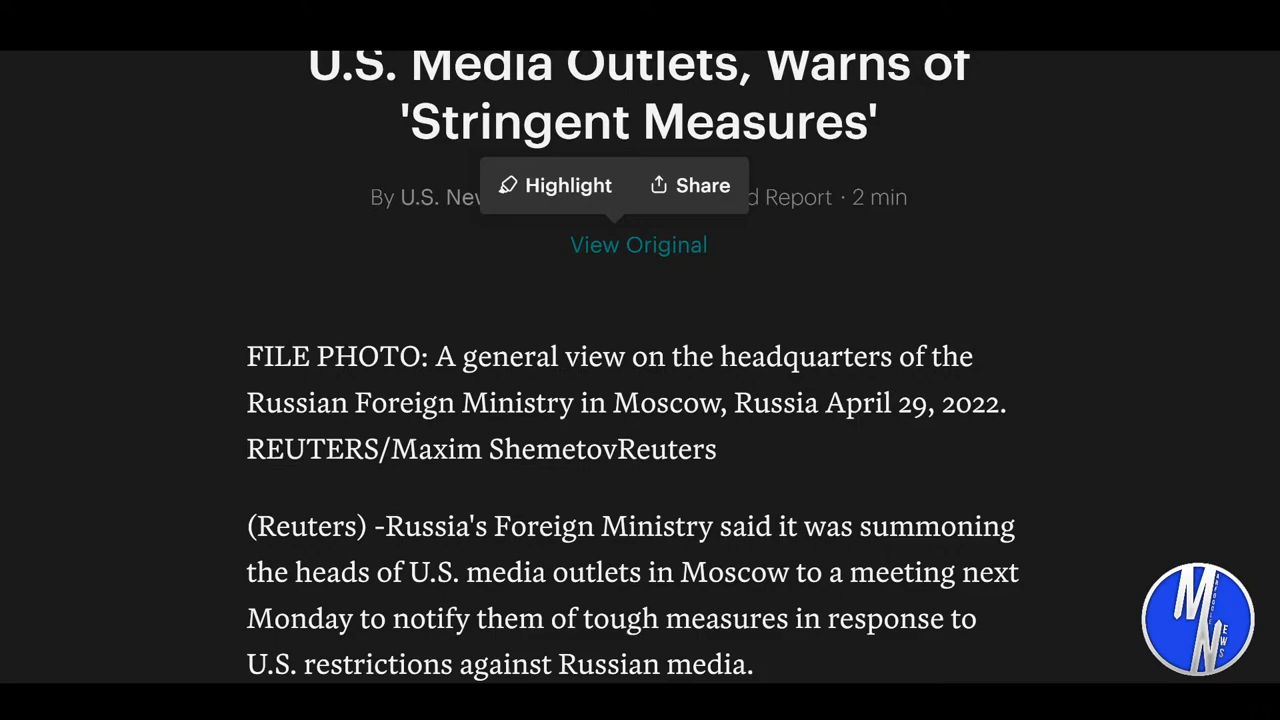 U.S. Media Outlets, Warns of
'Stringent Measures'
Highlight Share
By U.S. New d Report · 2 min
View Original
FILE PHOTO: A general view on the headquarters of the
Russian Foreign Ministry in Moscow, Russia April 29, 2022.
REUTERS/Maxim ShemetovReuters
(Reuters) -Russia's Foreign Ministry said it was summoning
the heads of U.S. media outlets in Moscow to a meeting next
Monday to notify them of tough measures in response to
U.S. restrictions against Russian media.
MN
EWS